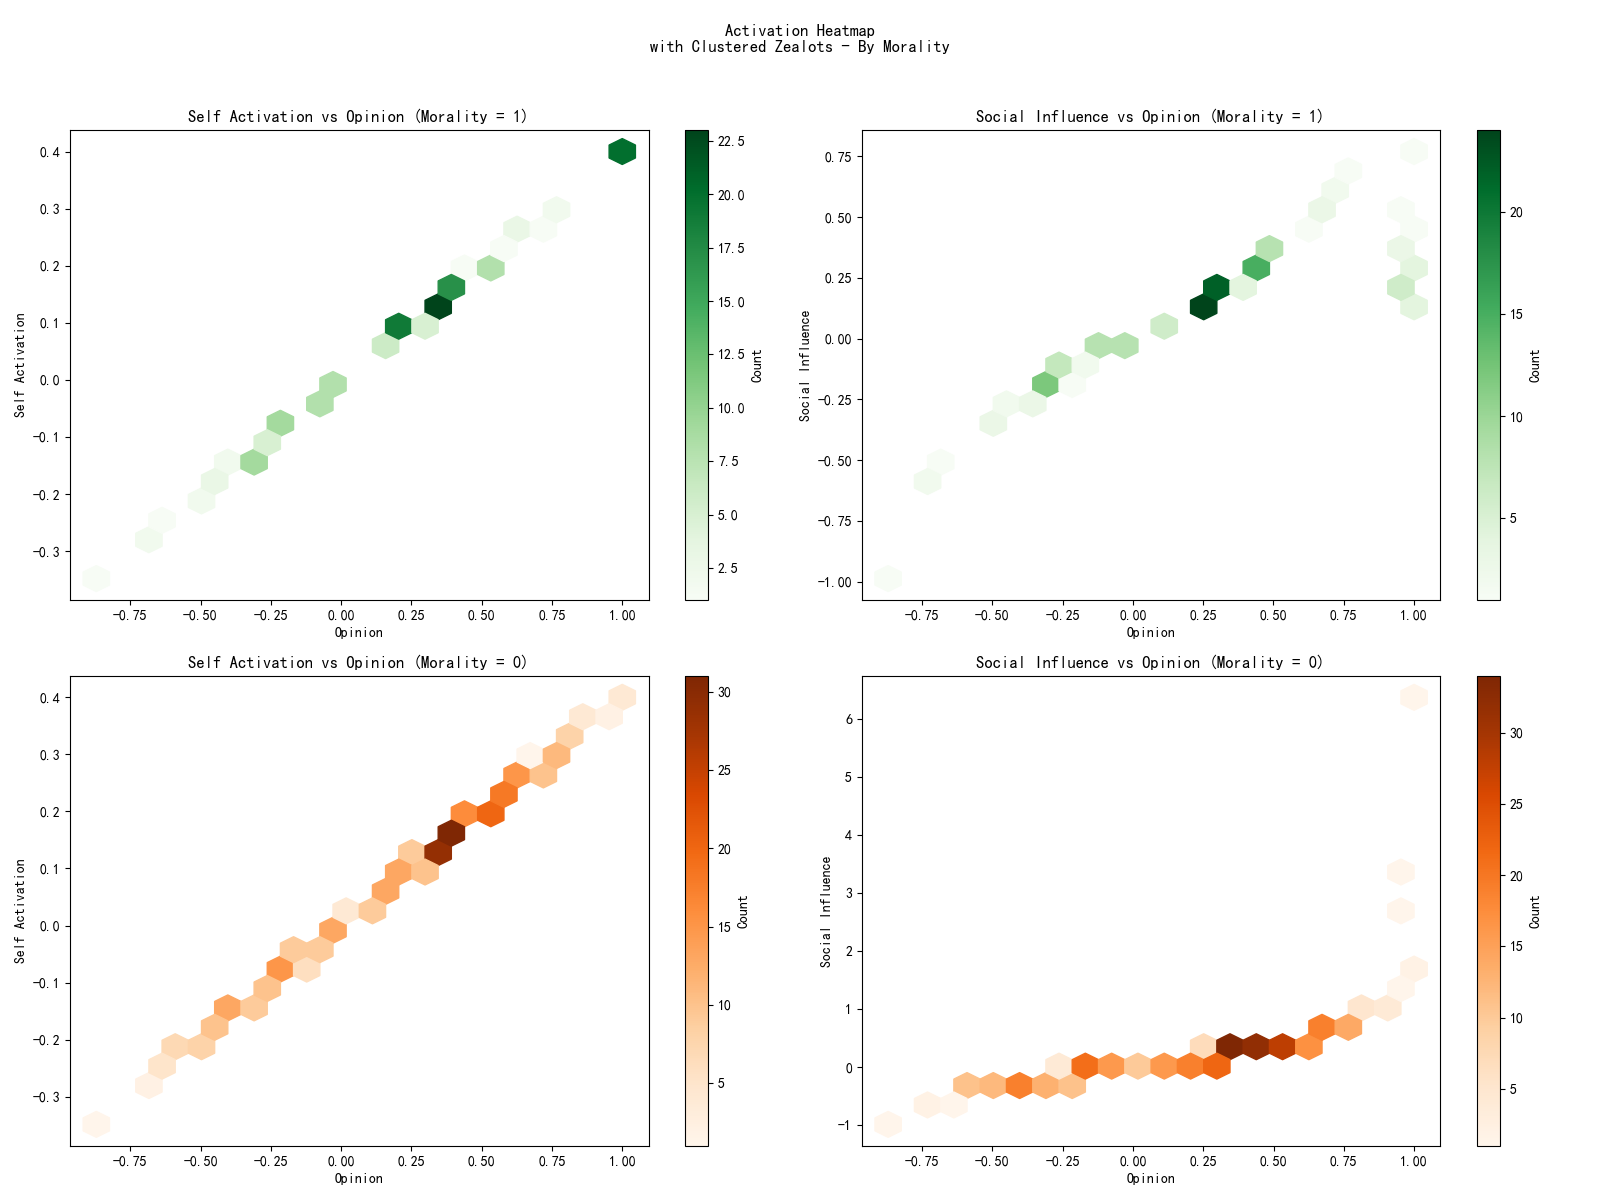 Activation Heatmap
with Clustered Zealots - By Morality
Self Activation vs Opinion (Morality = 1)
Self Activation
0.4
0.3
0.2
0.1
0.0
-0.1
-0.2
-0.3
-0.75 -0.50 -0.25 0.00 0.25 0.50 0.75 1.00
Opinion
22.5
20.0
17.5
15.0
12.5
10.0
7.5
5.0
2.5
Count
Social Influence vs Opinion (Morality = 1)
Social Influence
0.75
0.50
0.25
0.00
-0.25
-0.50
-0.75
-1.00
-0.75 -0.50 -0.25 0.00 0.25 0.50 0.75 1.00
Opinion
20
15
10
5
Count
Self Activation vs Opinion (Morality = 0)
Self Activation
0.4
0.3
0.2
0.1
0.0
-0.1
-0.2
-0.3
-0.75 -0.50 -0.25 0.00 0.25 0.50 0.75 1.00
Opinion
30
25
20
15
10
5
Count
Social Influence vs Opinion (Morality = 0)
Social Influence
6
5
4
3
2
1
0
-1
-0.75 -0.50 -0.25 0.00 0.25 0.50 0.75 1.00
Opinion
30
25
20
15
10
5
Count